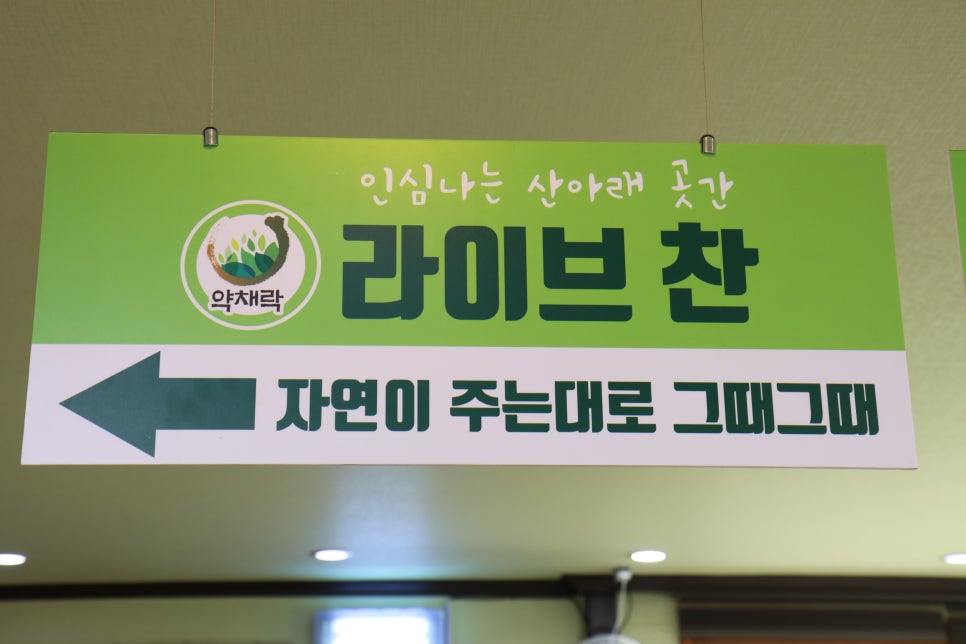 인심나는 산아래 곳간
라이브 찬
약채락
자연이 주는대로 그때그때